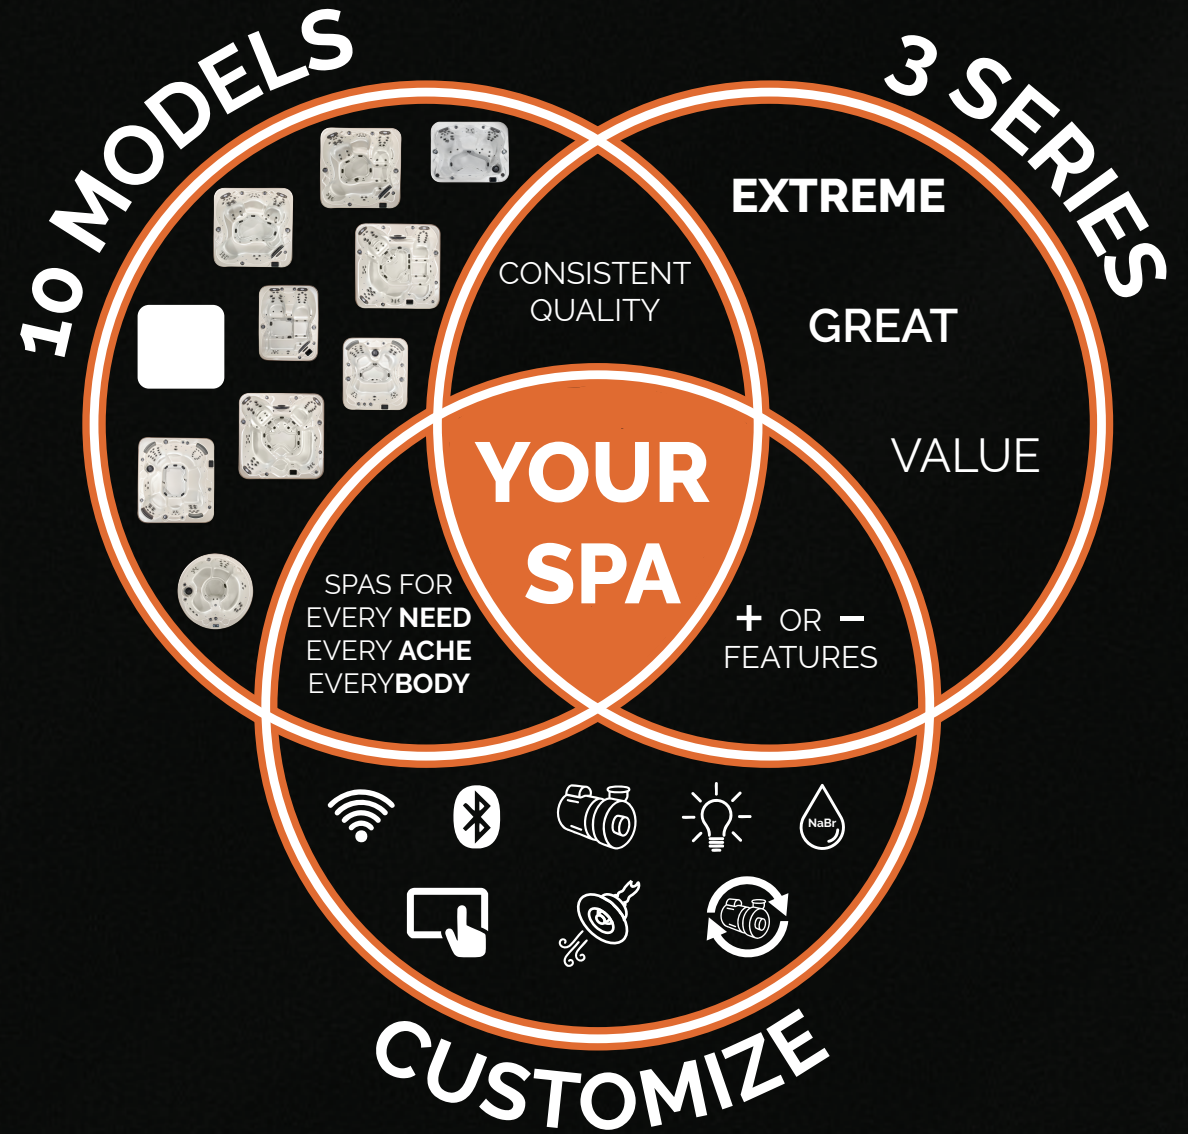 10 MODELS
3 SERIES
EXTREME
GREAT
VALUE
CONSISTENT
QUALITY
YOUR
SPA
SPAS FOR
EVERY NEED
EVERY ACHE
EVERYBODY
+ OR −
FEATURES
NaBr
CUSTOMIZE